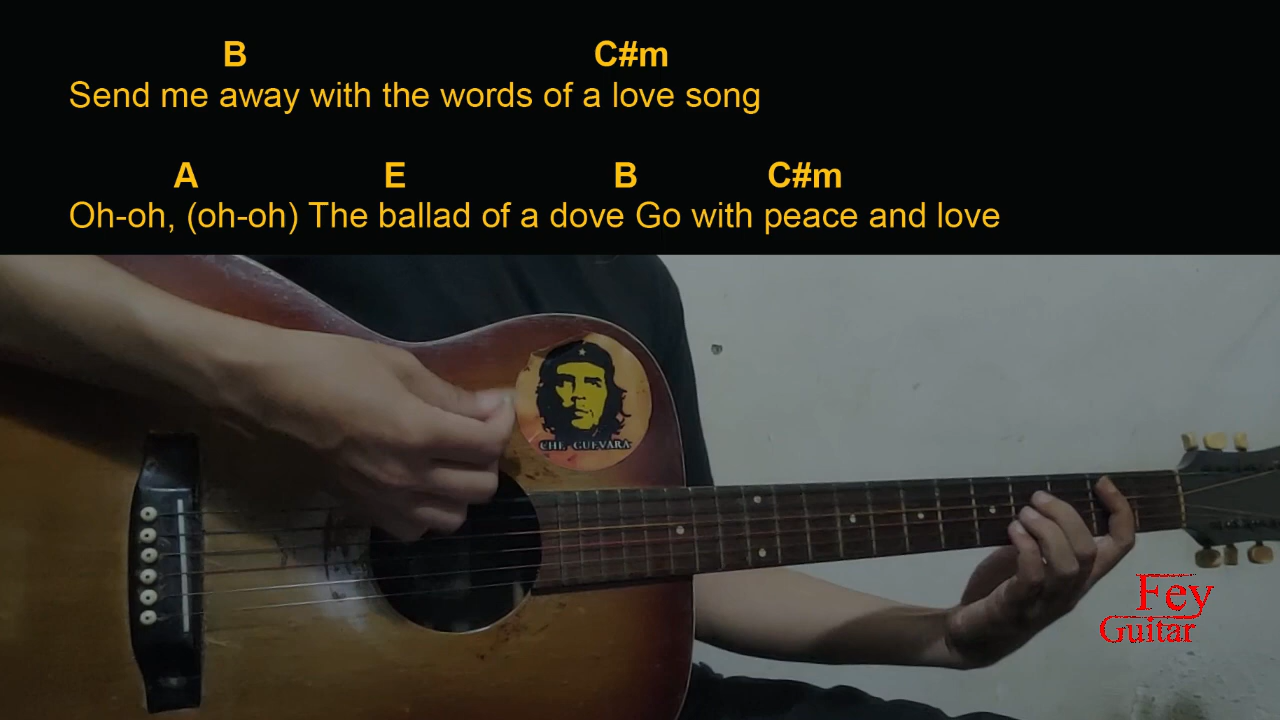 B C#m
Send me away with the words of a love song
A E B C#m
Oh-oh, (oh-oh) The ballad of a dove Go with peace and love
CHE GUEVARA
Fey
Guitar